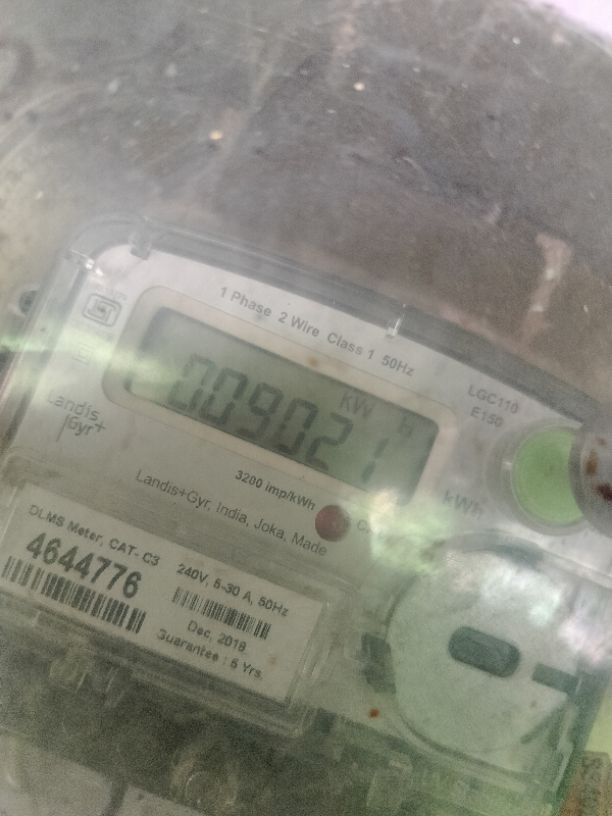 1 Phase 2 Wire Class 1 50Hz
LGC110
E150
KW h
009021
Landis+
Gyr+
kWh
3200 imp/kWh
Landis+Gyr, India, Joka, Made
DLMS Meter, CAT- C3
4644776
240V, 5-30 A, 50Hz
Dec, 2018
Guarantee : 5 Yrs.